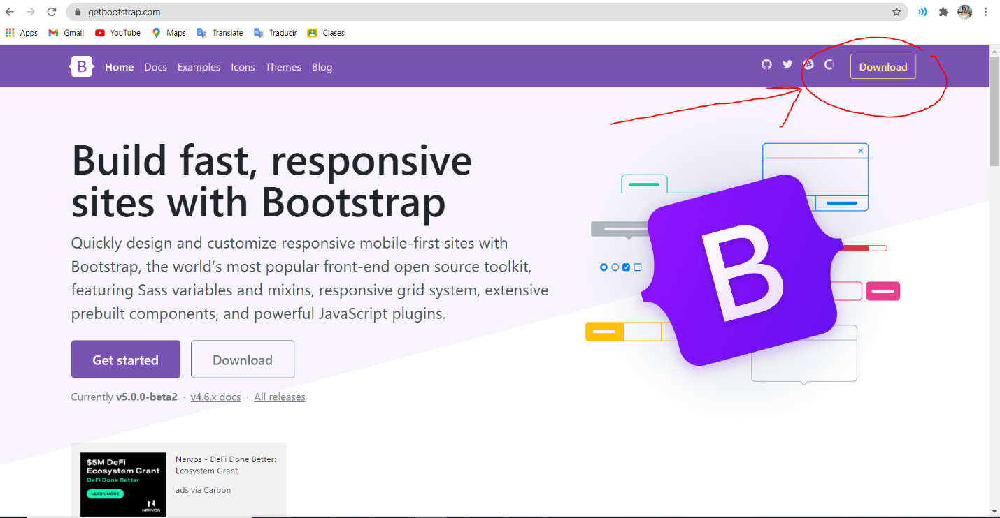 getbootstrap.com
Apps Gmail YouTube Maps Translate Traducir Clases
B Home Docs Examples Icons Themes Blog Download
Build fast, responsive
sites with Bootstrap
Quickly design and customize responsive mobile-first sites with
Bootstrap, the world's most popular front-end open source toolkit,
featuring Sass variables and mixins, responsive grid system, extensive
prebuilt components, and powerful JavaScript plugins.
B
Get started Download
Currently v5.0.0-beta2 · v4.6.x docs · All releases
$5M DeFi
Ecosystem Grant
DeFi Done Better
LEARN MORE
NERVOS
Nervos - DeFi Done Better:
Ecosystem Grant
ads via Carbon